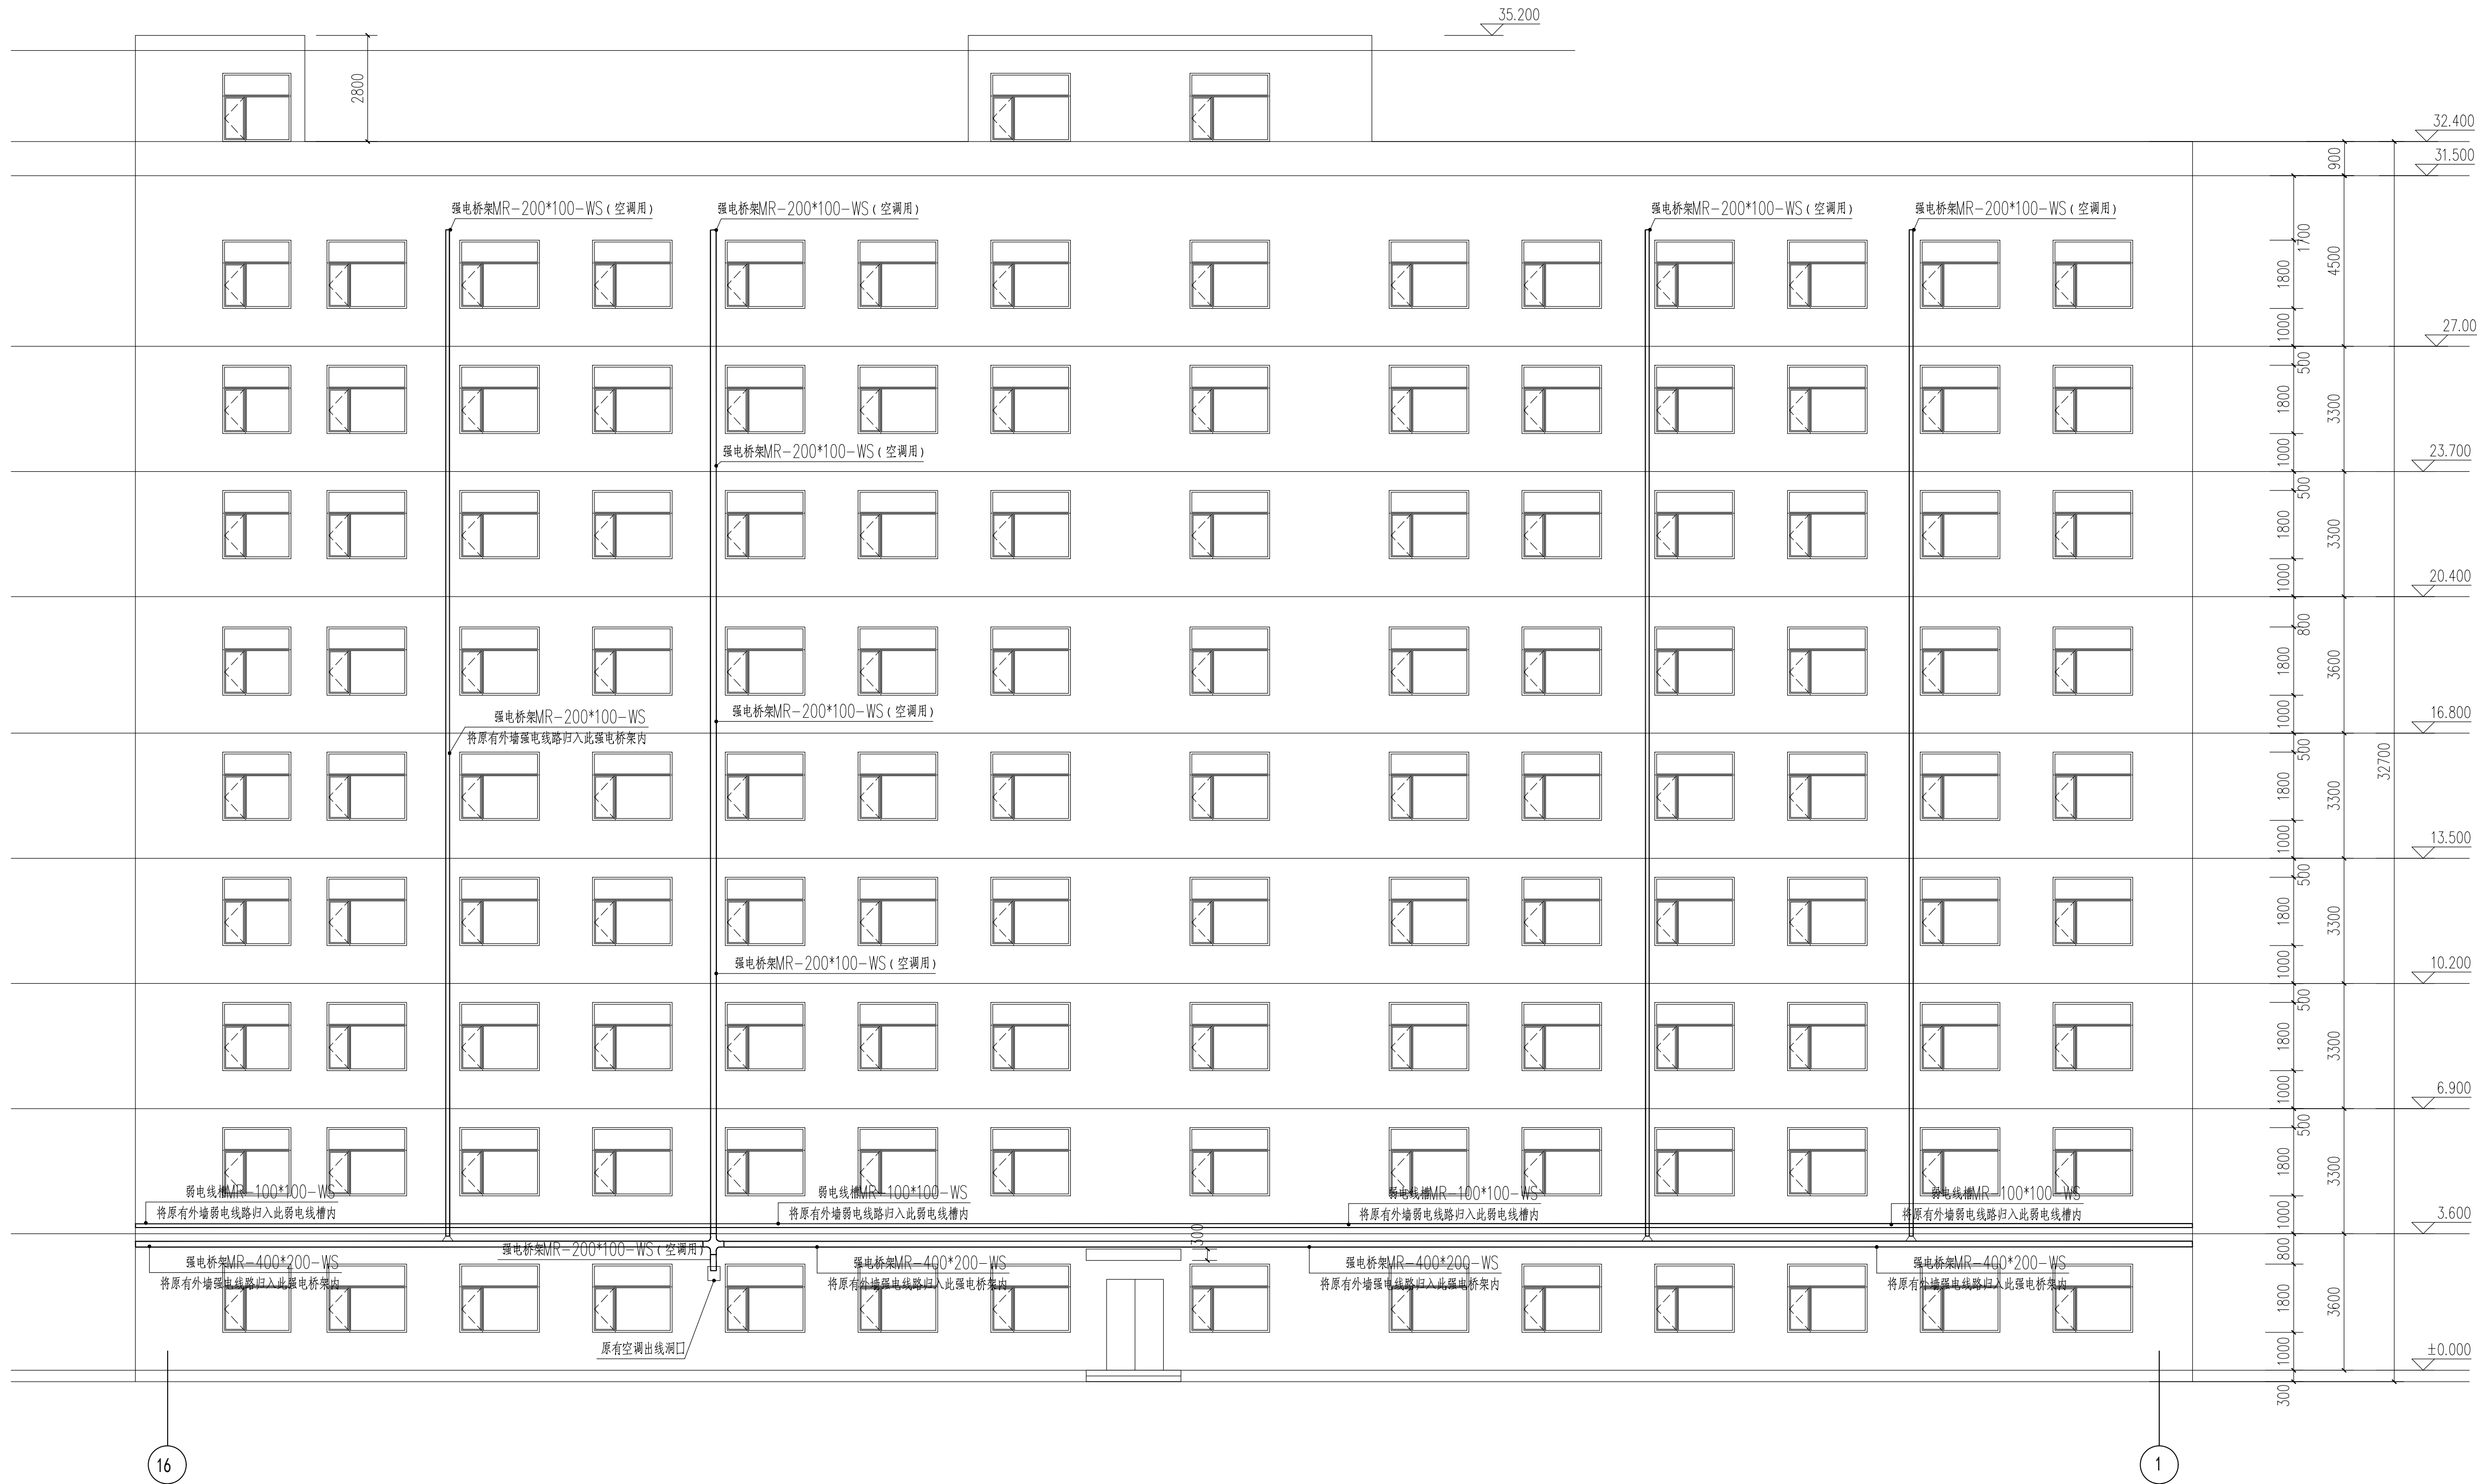 35.200
2800
32.400
900
31.500
强电桥架MR-200*100-WS(空调用)
强电桥架MR-200*100-WS(空调用)
强电桥架MR-200*100-WS(空调用)
强电桥架MR-200*100-WS(空调用)
1700
1800
4500
1000
27.00
500
1800
3300
强电桥架MR-200*100-WS(空调用)
1000
23.700
500
1800
3300
1000
20.400
800
1800
3600
强电桥架MR-200*100-WS
将原有外墙强电线路归入此强电桥架内
强电桥架MR-200*100-WS(空调用)
1000
16.800
500
32700
1800
3300
1000
13.500
500
1800
3300
强电桥架MR-200*100-WS(空调用)
1000
10.200
500
1800
3300
1000
6.900
500
1800
3300
弱电线槽MR-100*100-WS
将原有外墙弱电线路归入此弱电线槽内
弱电线槽MR-100*100-WS
将原有外墙弱电线路归入此弱电线槽内
弱电线槽MR-100*100-WS
将原有外墙弱电线路归入此弱电线槽内
弱电线槽MR-100*100-WS
将原有外墙弱电线路归入此弱电线槽内
1000
3.600
300
强电桥架MR-400*200-WS
将原有外墙强电线路归入此强电桥架内
强电桥架MR-200*100-WS(空调用)
强电桥架MR-400*200-WS
将原有外墙强电线路归入此强电桥架内
强电桥架MR-400*200-WS
将原有外墙强电线路归入此强电桥架内
强电桥架MR-400*200-WS
将原有外墙强电线路归入此强电桥架内
800
1800
3600
原有空调出线洞口
1000
±0.000
300
16
1